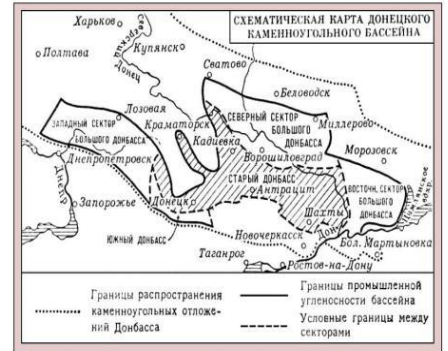 СХЕМАТИЧЕСКАЯ КАРТА ДОНЕЦКОГО
КАМЕННОУГОЛЬНОГО БАССЕЙНА
Харьков
Полтава
Купянск
Северский
Донец
Сватово
Беловодск
Лозовая
ЗАПАДНЫЙ СЕКТОР
БОЛЬШОГО ДОНБАССА
Краматорск
СЕВЕРНЫЙ СЕКТОР
БОЛЬШОГО ДОНБАССА
Миллерово
Кадиевка
Морозовск
Днепропетровск
Ворошиловград
СТАРЫЙ ДОНБАСС
Антрацит
ВОСТОЧН. СЕКТОР
БОЛЬШОГО
ДОНБАССА
Днепр
Запорожье
Донецк
Шахты
ЮЖНЫЙ ДОНБАСС
Новочеркасск
Дон
Бол. Мартыновка
Таганрог
Ростов-на-Дону
Границы распространения
каменноугольных отложе-
ний Донбасса
Границы промышленной
угленосности бассейна
Условные границы между
секторами